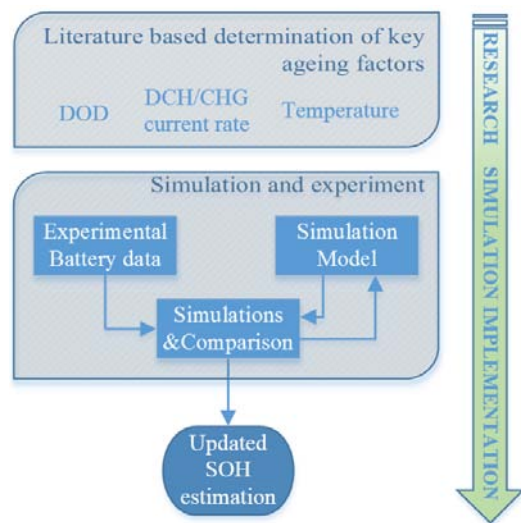 Literature based determination of key
ageing factors
DOD
DCH/CHG
current rate
Temperature
Simulation and experiment
Experimental
Battery data
Simulation
Model
Simulations
&Comparison
Updated
SOH
estimation
RESEARCH SIMULATION IMPLEMENTATION